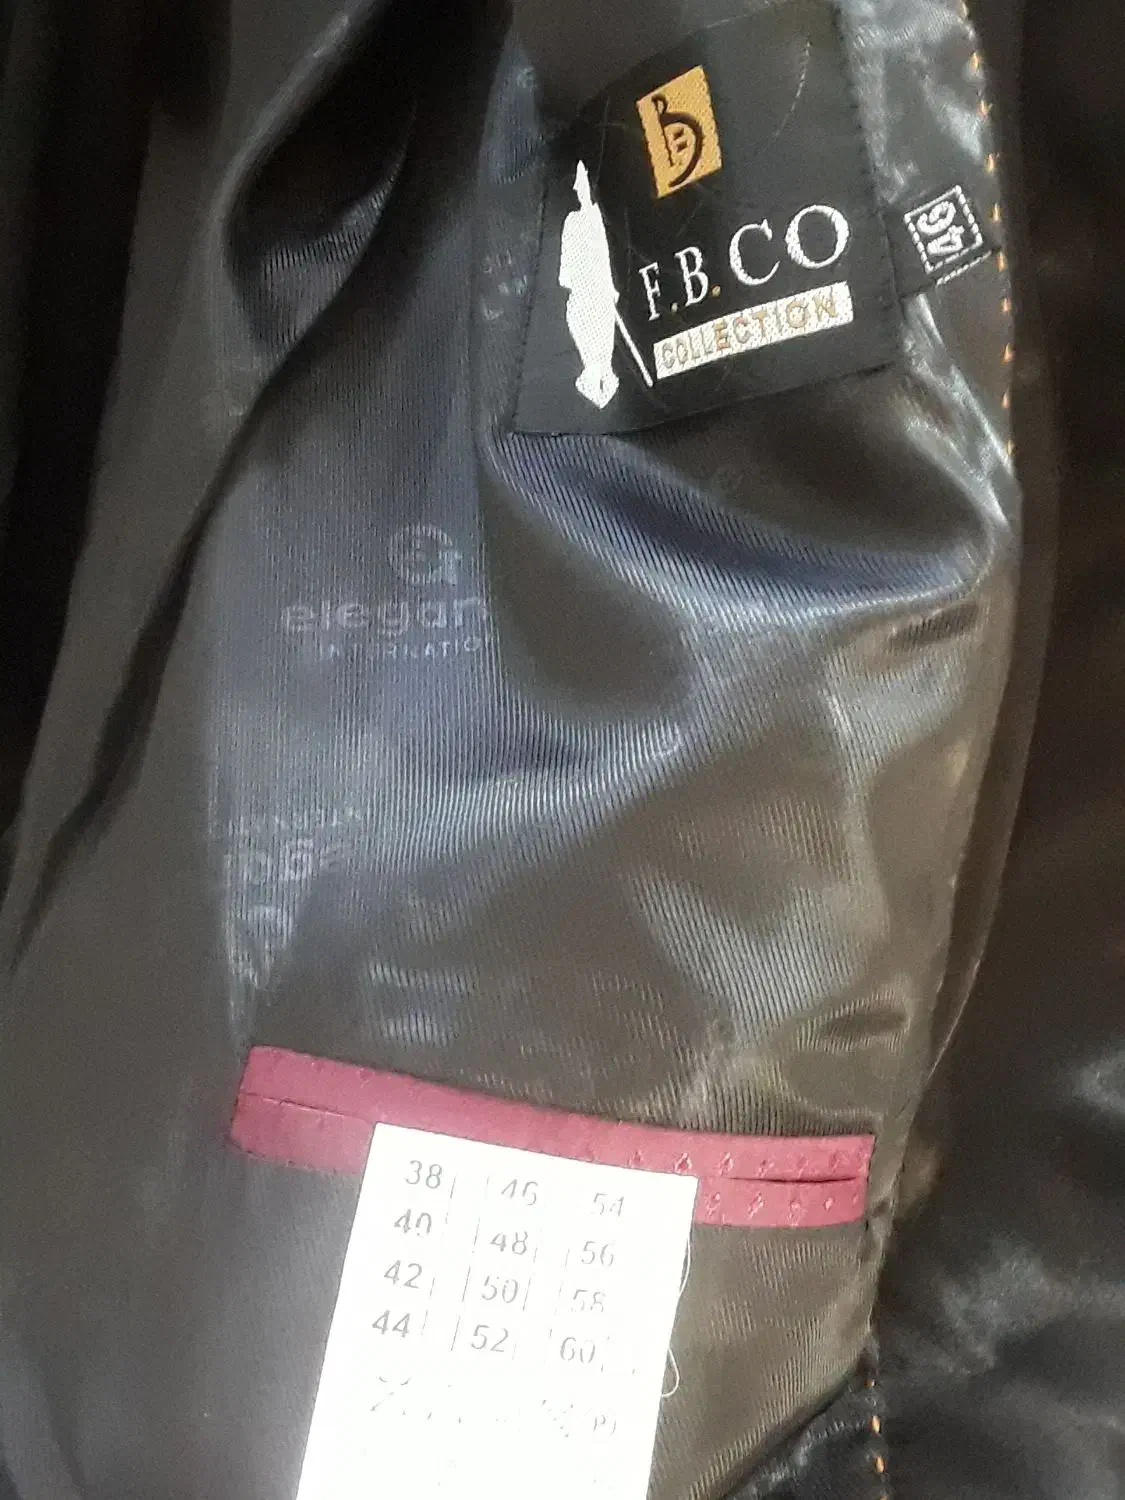 F.B.CO
COLLECTION
46
elegan
INTERNATIO
38 46 54
40 48 56
42 50 58
44 52 60